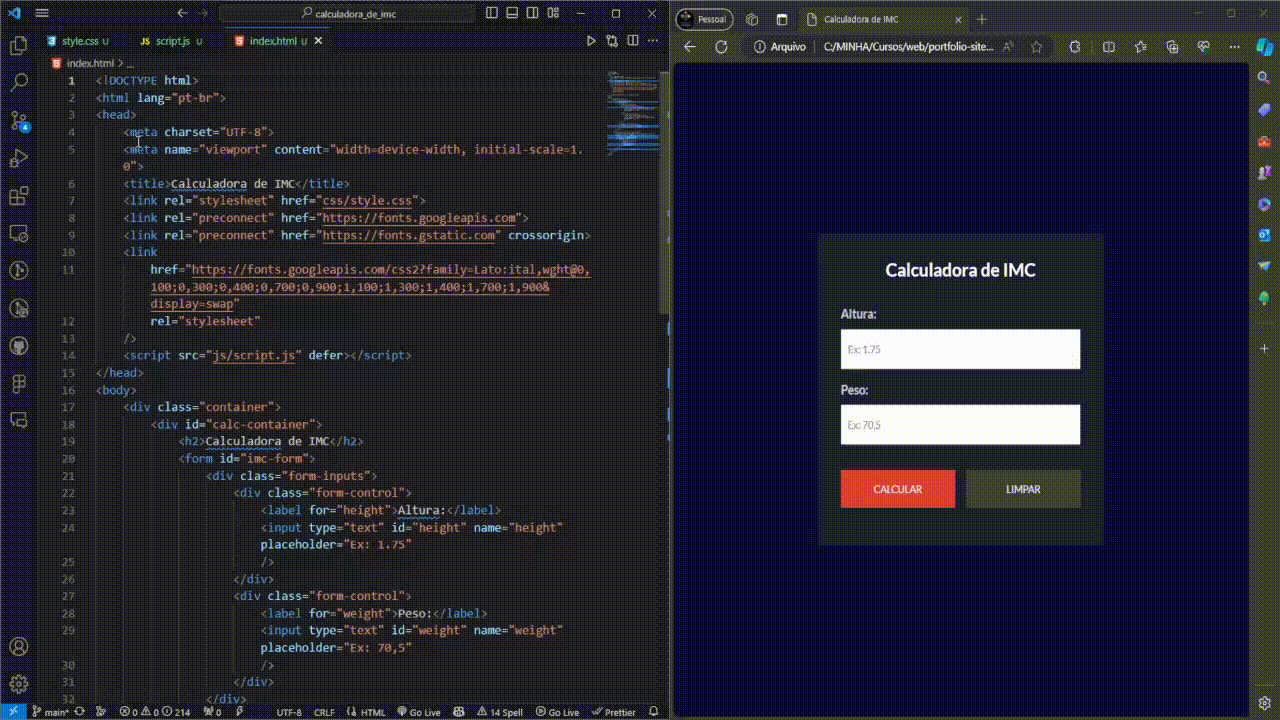 calculadora_de_imc
style.css U
script.js U
index.html U
index.html > ...
1 <!DOCTYPE html>
2 <html lang="pt-br">
3 <head>
4 <meta charset="UTF-8">
5 <meta name="viewport" content="width=device-width, initial-scale=1.
0">
6 <title>Calculadora de IMC</title>
7 <link rel="stylesheet" href="css/style.css">
8 <link rel="preconnect" href="https://fonts.googleapis.com">
9 <link rel="preconnect" href="https://fonts.gstatic.com" crossorigin>
10 <link
11 href="https://fonts.googleapis.com/css2?family=Lato:ital,wght@0,
100;0,300;0,400;0,700;0,900;1,100;1,300;1,400;1,700;1,900&
display=swap"
12 rel="stylesheet"
13 />
14 <script src="js/script.js" defer></script>
15 </head>
16 <body>
17 <div class="container">
18 <div id="calc-container">
19 <h2>Calculadora de IMC</h2>
20 <form id="imc-form">
21 <div class="form-inputs">
22 <div class="form-control">
23 <label for="height">Altura:</label>
24 <input type="text" id="height" name="height"
placeholder="Ex: 1.75"
25 />
26 </div>
27 <div class="form-control">
28 <label for="weight">Peso:</label>
29 <input type="text" id="weight" name="weight"
placeholder="Ex: 70,5"
30 />
31 </div>
32 </div>
4
main* 0 0 214 0 UTF-8 CRLF HTML Go Live 14 Spell Go Live Prettier
Pessoal
Calculadora de IMC
Arquivo C:/MINHA/Cursos/web/portfolio-site...
Calculadora de IMC
Altura:
Ex: 1.75
Peso:
Ex: 70,5
CALCULAR
LIMPAR